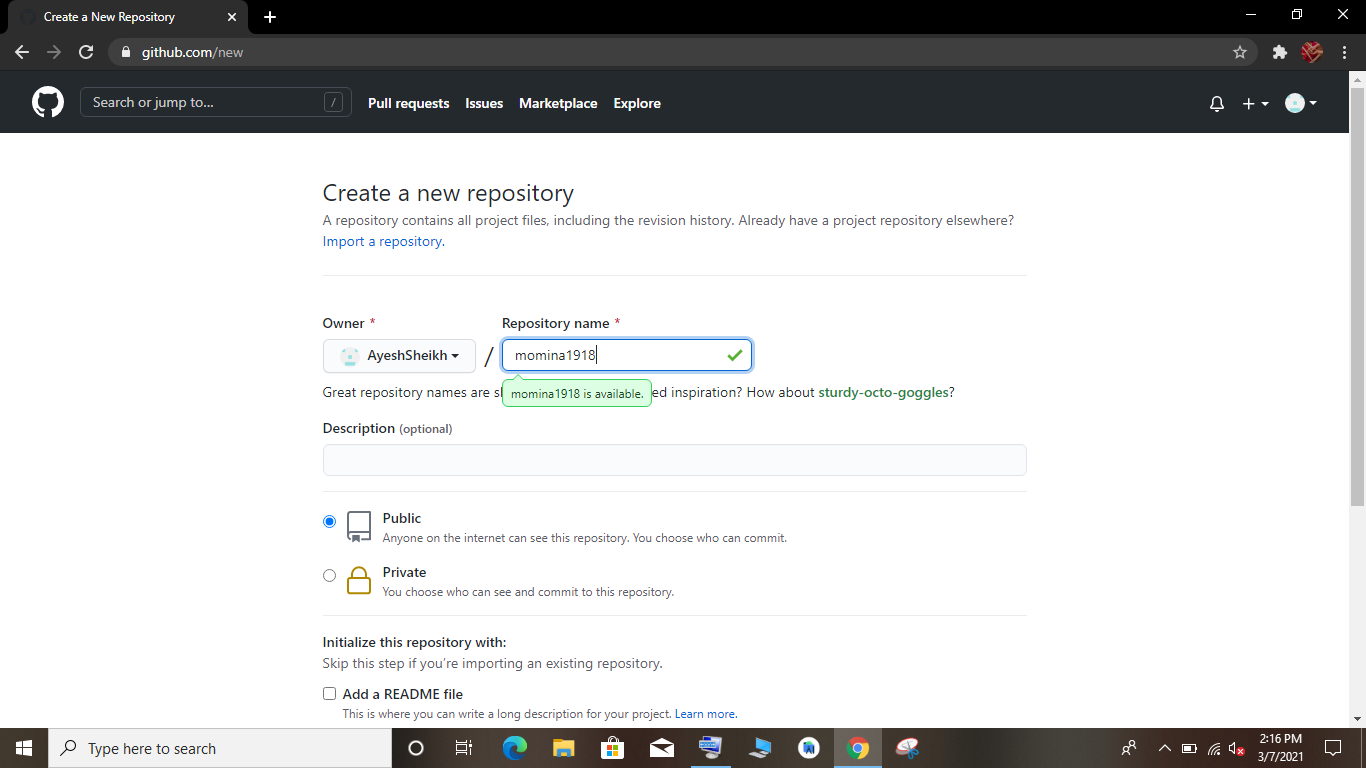 Create a New Repository
github.com/new
Search or jump to... /
Pull requests Issues Marketplace Explore
Create a new repository
A repository contains all project files, including the revision history. Already have a project repository elsewhere?
Import a repository.
Owner * Repository name *
AyeshSheikh / momina1918
Great repository names are s ed inspiration? How about sturdy-octo-goggles?
momina1918 is available.
Description (optional)
Public
Anyone on the internet can see this repository. You choose who can commit.
Private
You choose who can see and commit to this repository.
Initialize this repository with:
Skip this step if you're importing an existing repository.
Add a README file
This is where you can write a long description for your project. Learn more.
Type here to search
2:16 PM
3/7/2021